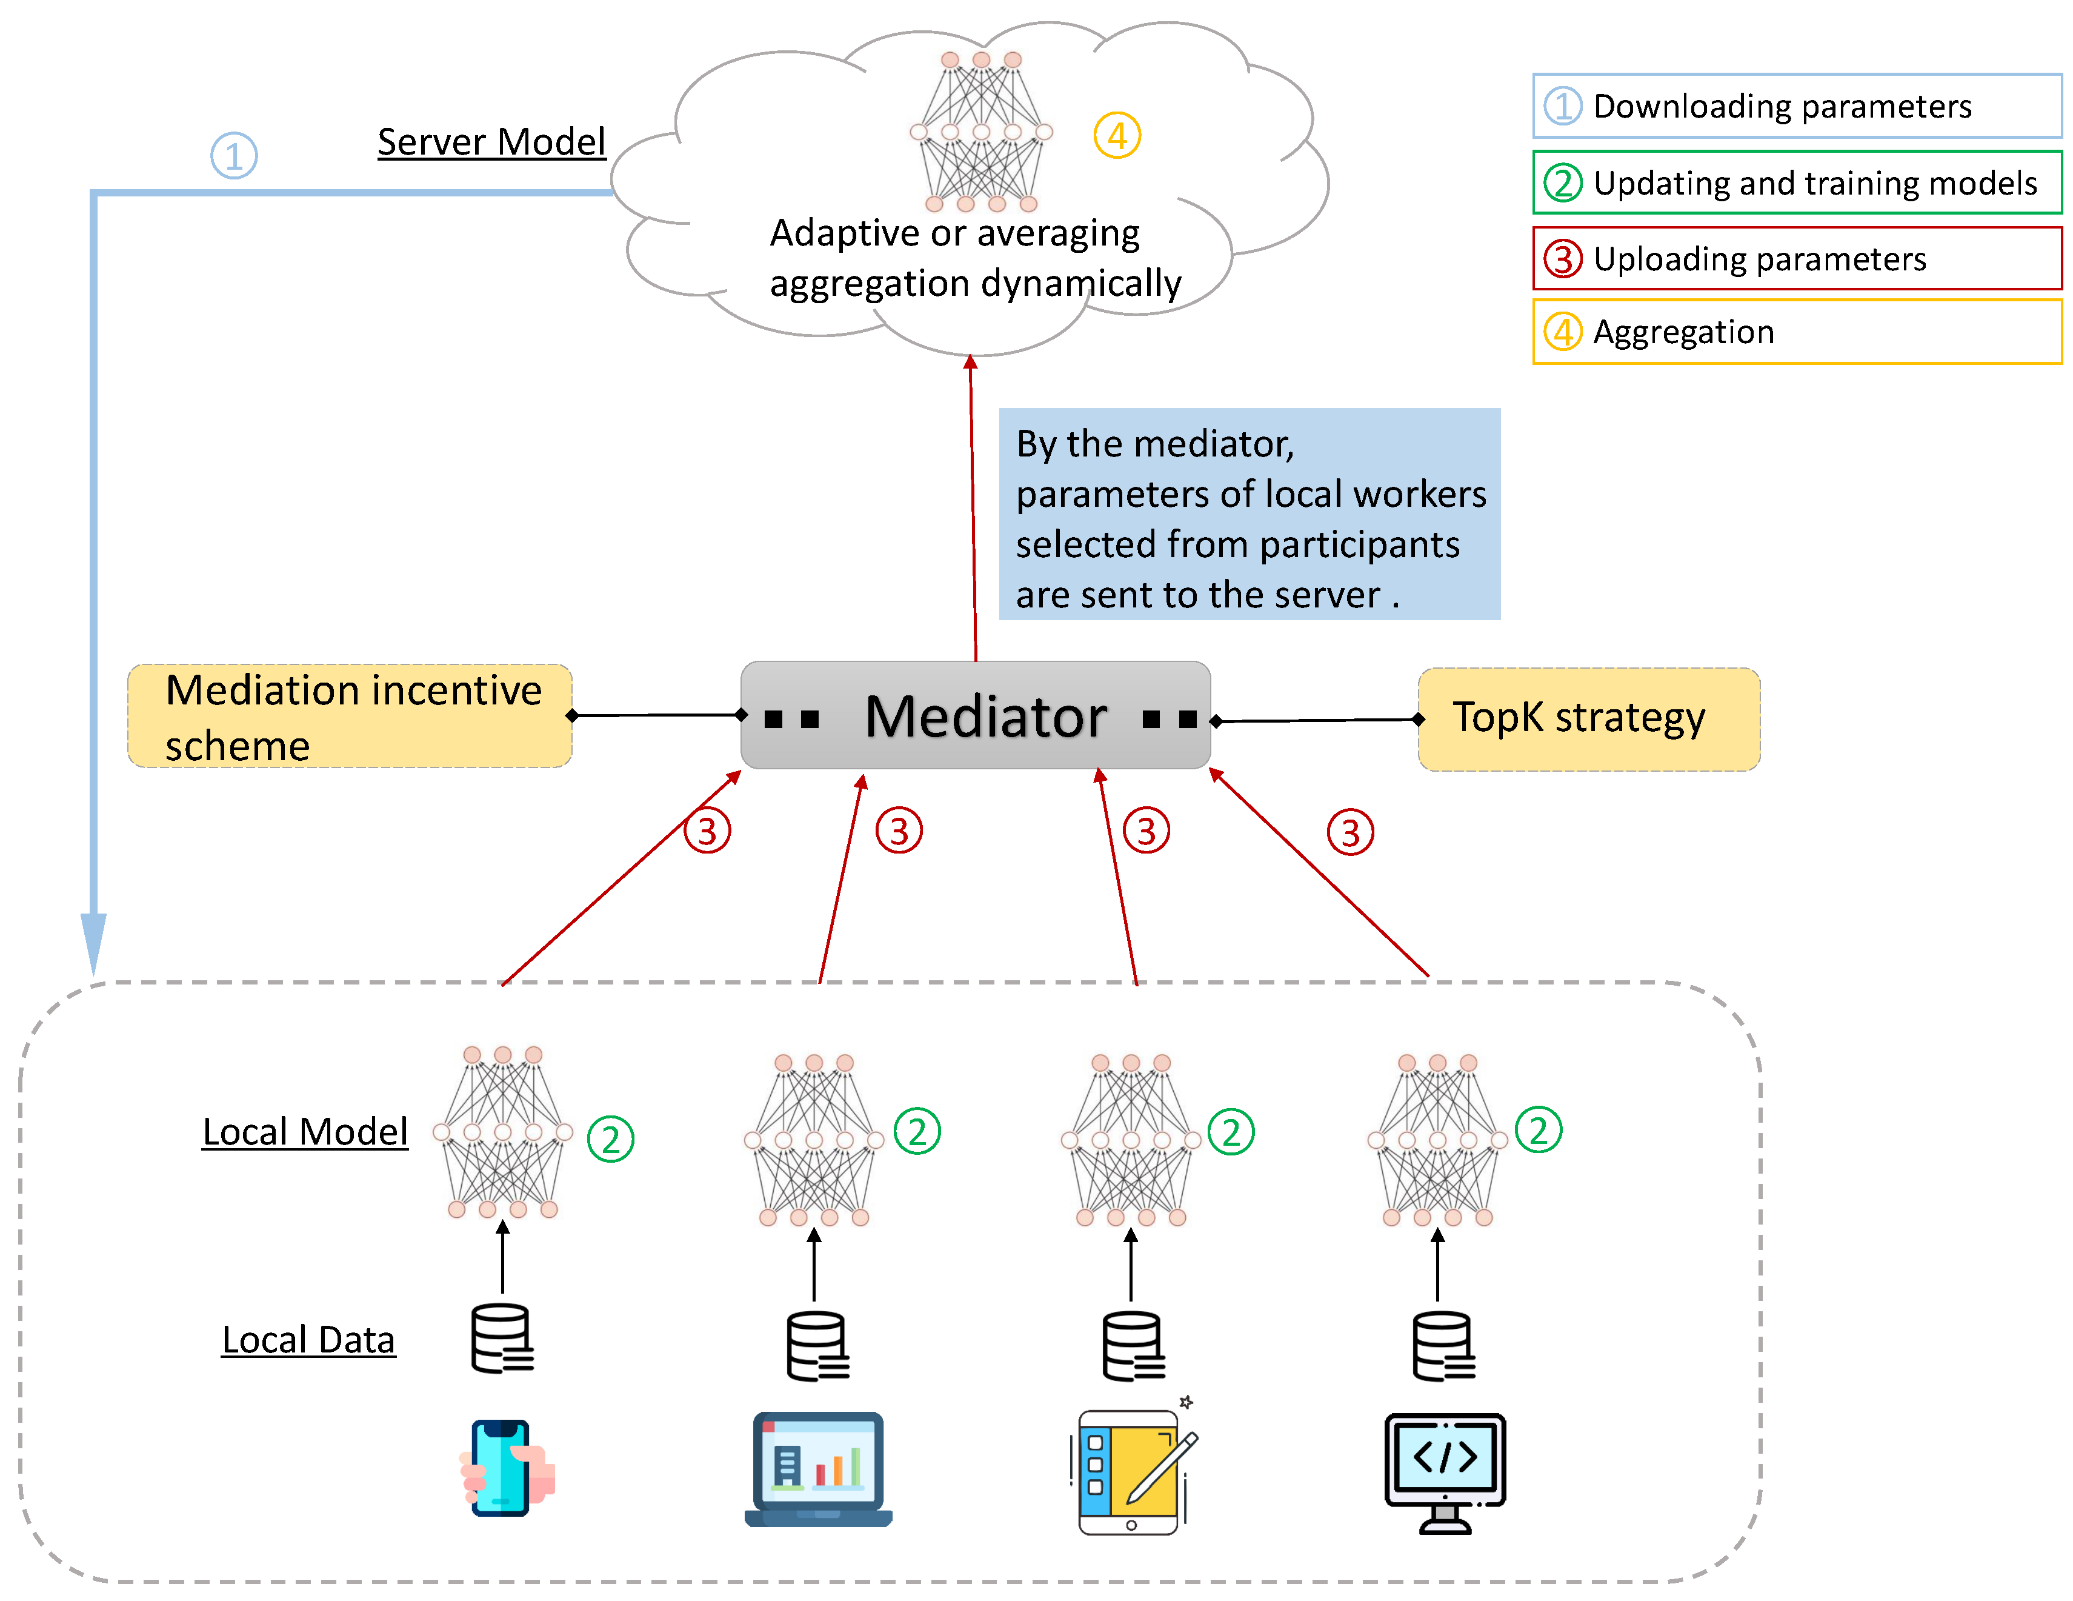 ① Downloading parameters
② Updating and training models
③ Uploading parameters
④ Aggregation
①
Server Model
④
Adaptive or averaging
aggregation dynamically
By the mediator,
parameters of local workers
selected from participants
are sent to the server .
Mediation incentive
scheme
Mediator
TopK strategy
③ ③ ③ ③
Local Model
② ② ② ②
Local Data
</>